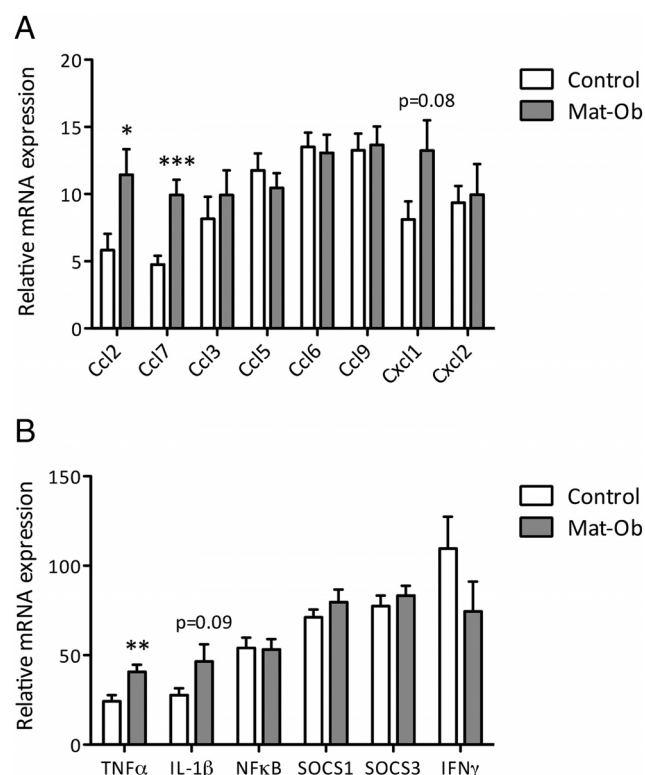 A
Relative mRNA expression
20
15
10
5
0
*
***
p=0.08
Control
Mat-Ob
Ccl2
Ccl7
Ccl3
Ccl5
Ccl6
Ccl9
Cxcl1
Cxcl2
B
Relative mRNA expression
150
100
50
0
**
p=0.09
Control
Mat-Ob
TNFα IL-1β NFκB SOCS1 SOCS3 IFNγ